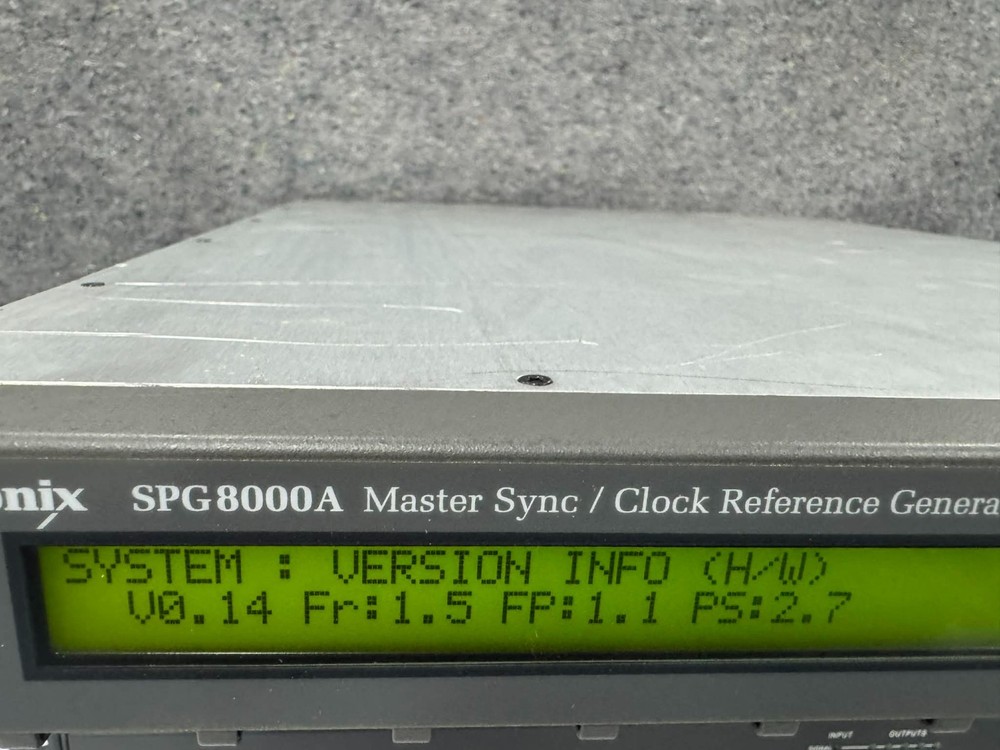 onix SPG8000A Master Sync / Clock Reference Genera
SYSTEM : VERSION INFO (H/W)
V0.14 Fr:1.5 FP:1.1 PS:2.7
INPUT OUTPUTS
SIGNAL